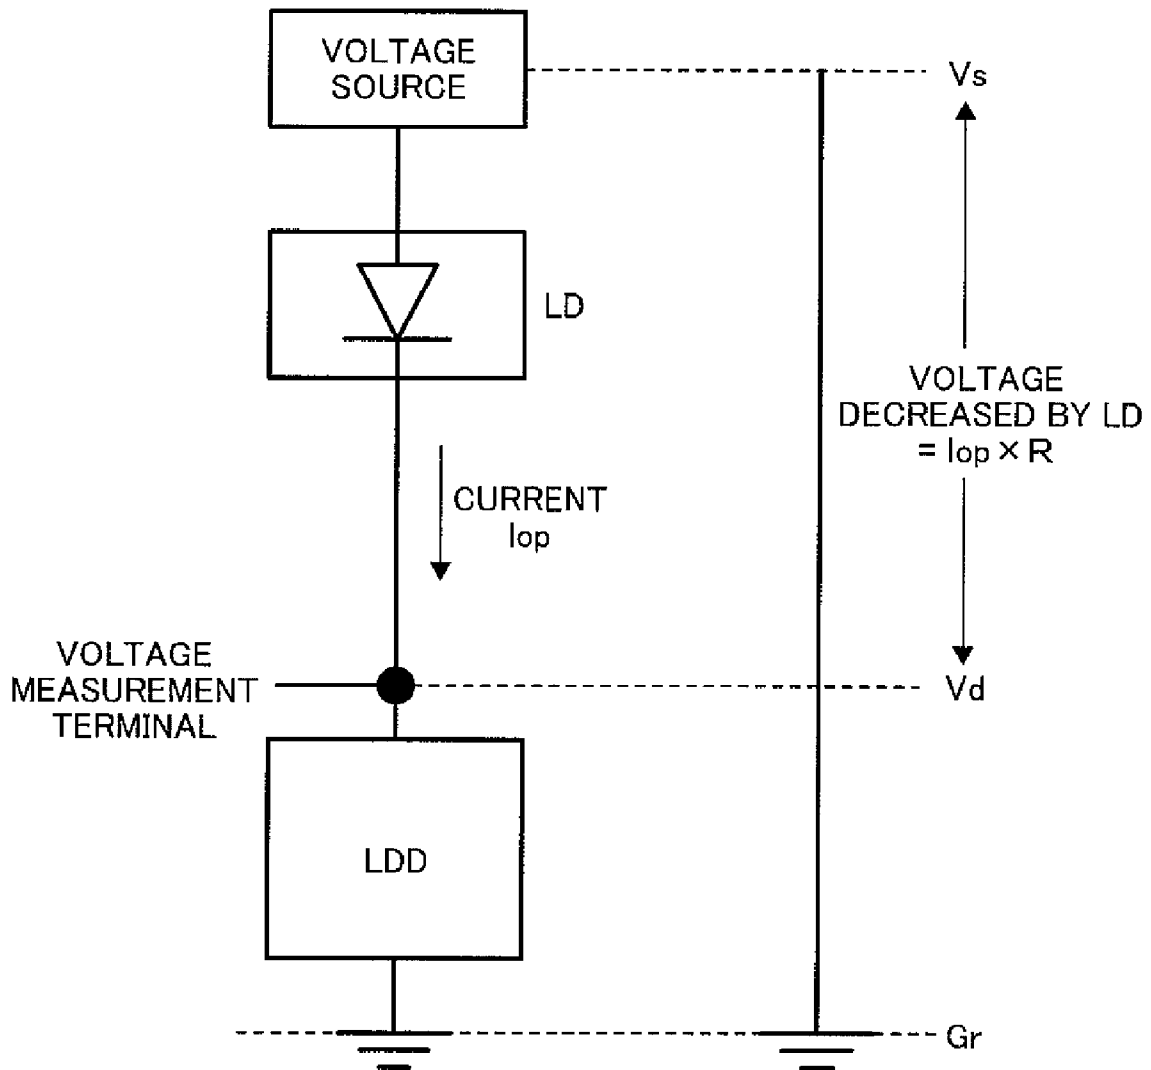 VOLTAGE
SOURCE
Vs
LD
VOLTAGE
DECREASED BY LD
= Iop × R
CURRENT
Iop
VOLTAGE
MEASUREMENT
TERMINAL
Vd
LDD
Gr